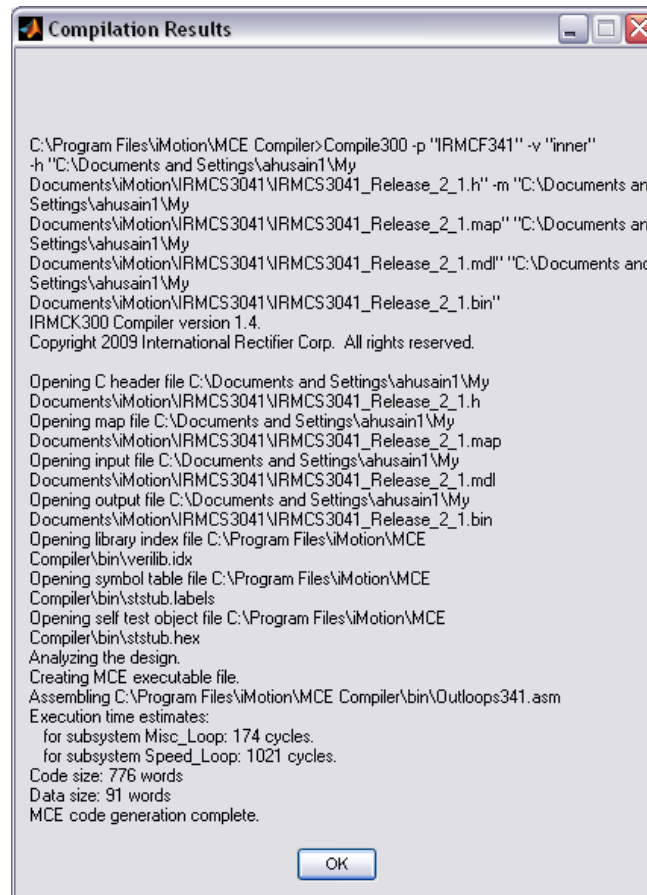 Compilation Results
C:\Program Files\iMotion\MCE Compiler>Compile300 -p "IRMCF341" -v "inner"
-h "C:\Documents and Settings\ahusain1\My
Documents\iMotion\IRMCS3041\IRMCS3041_Release_2_1.h" -m "C:\Documents an
Settings\ahusain1\My
Documents\iMotion\IRMCS3041\IRMCS3041_Release_2_1.map" "C:\Documents an
Settings\ahusain1\My
Documents\iMotion\IRMCS3041\IRMCS3041_Release_2_1.mdl" "C:\Documents and
Settings\ahusain1\My
Documents\iMotion\IRMCS3041\IRMCS3041_Release_2_1.bin"
IRMCK300 Compiler version 1.4.
Copyright 2009 International Rectifier Corp.  All rights reserved.
Opening C header file C:\Documents and Settings\ahusain1\My
Documents\iMotion\IRMCS3041\IRMCS3041_Release_2_1.h
Opening map file C:\Documents and Settings\ahusain1\My
Documents\iMotion\IRMCS3041\IRMCS3041_Release_2_1.map
Opening input file C:\Documents and Settings\ahusain1\My
Documents\iMotion\IRMCS3041\IRMCS3041_Release_2_1.mdl
Opening output file C:\Documents and Settings\ahusain1\My
Documents\iMotion\IRMCS3041\IRMCS3041_Release_2_1.bin
Opening library index file C:\Program Files\iMotion\MCE
Compiler\bin\verilib.idx
Opening symbol table file C:\Program Files\iMotion\MCE
Compiler\bin\ststub.labels
Opening self test object file C:\Program Files\iMotion\MCE
Compiler\bin\ststub.hex
Analyzing the design.
Creating MCE executable file.
Assembling C:\Program Files\iMotion\MCE Compiler\bin\Outloops341.asm
Execution time estimates:
for subsystem Misc_Loop: 174 cycles.
for subsystem Speed_Loop: 1021 cycles.
Code size: 776 words
Data size: 91 words
MCE code generation complete.
OK